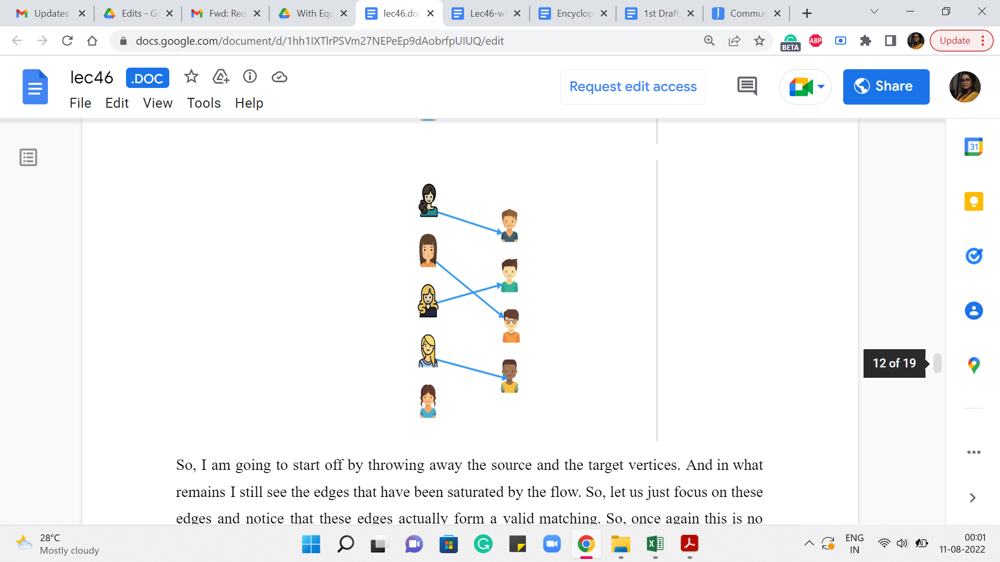 Updates
Edits - Go
Fwd: Req
With Equ
lec46.doc
Lec46-wi
Encyclop
1st Draft
Commun
docs.google.com/document/d/1hh1IXTlrPSVm27NEPeEp9dAobrfpUIUQ/edit
BETA
ABP
Update
lec46 .DOC
Request edit access
Share
File Edit View Tools Help
31
12 of 19
So, I am going to start off by throwing away the source and the target vertices. And in what
remains I still see the edges that have been saturated by the flow. So, let us just focus on these
edges and notice that these edges actually form a valid matching. So, once again this is no
28°C
Mostly cloudy
ENG
IN
00:01
11-08-2022